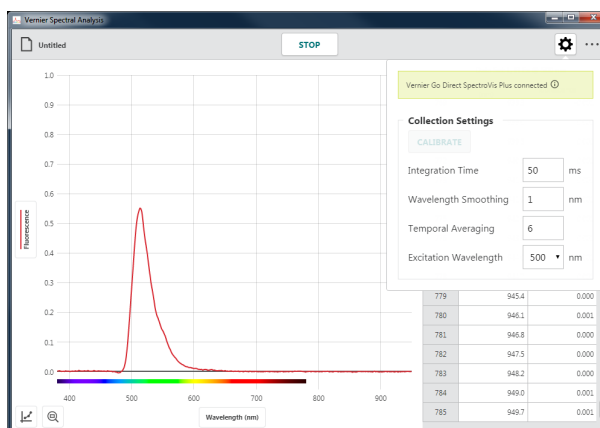 Vernier Spectral Analysis
Untitled
STOP
Vernier Go Direct SpectroVis Plus connected
Collection Settings
CALIBRATE
Integration Time 50 ms
Wavelength Smoothing 1 nm
Temporal Averaging 6
Excitation Wavelength 500 nm
1.0
0.9
0.8
0.7
0.6
0.5
0.4
0.3
0.2
0.1
0.0
Fluorescence
400 500 600 700 800 900
Wavelength (nm)
779 945.4 0.000
780 946.1 0.001
781 946.8 0.000
782 947.5 0.000
783 948.2 0.000
784 949.0 0.001
785 949.7 0.001